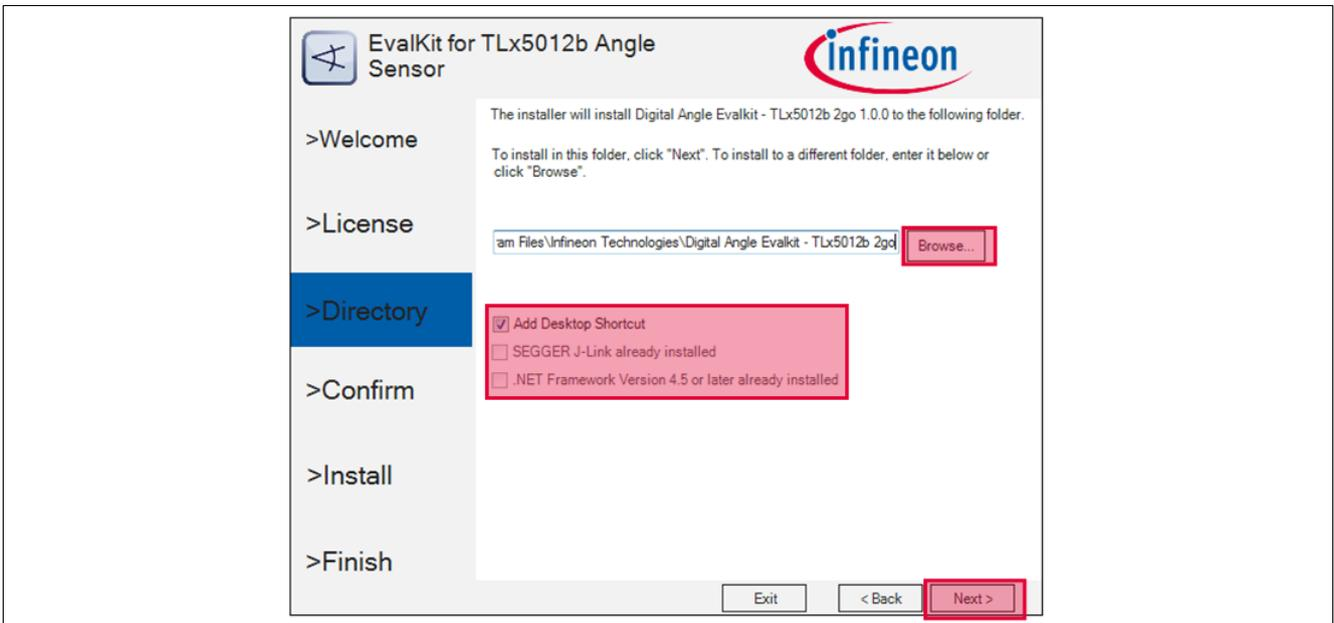 EvalKit for TLx5012b Angle
Sensor
infineon
>Welcome
>License
>Directory
>Confirm
>Install
>Finish
The installer will install Digital Angle Evalkit - TLx5012b 2go 1.0.0 to the following folder.
To install in this folder, click "Next". To install to a different folder, enter it below or
click "Browse".
am Files\Infineon Technologies\Digital Angle Evalkit - TLx5012b 2go
Browse...
Add Desktop Shortcut
SEGGER J-Link already installed
.NET Framework Version 4.5 or later already installed
Exit
< Back
Next >